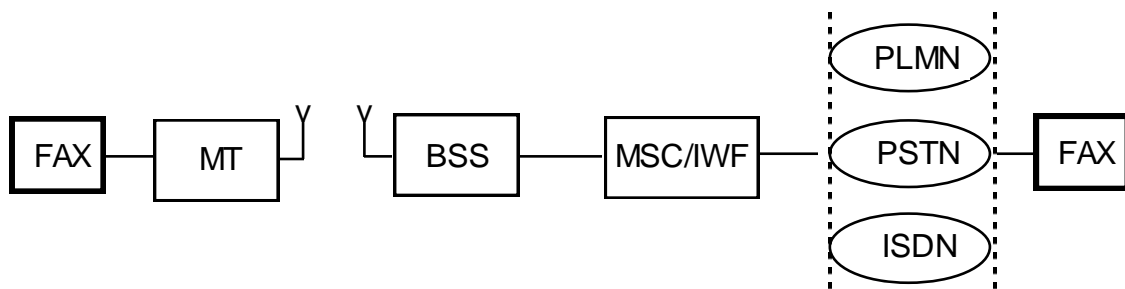 PLMN
FAX MT BSS MSC/IWF PSTN FAX
ISDN